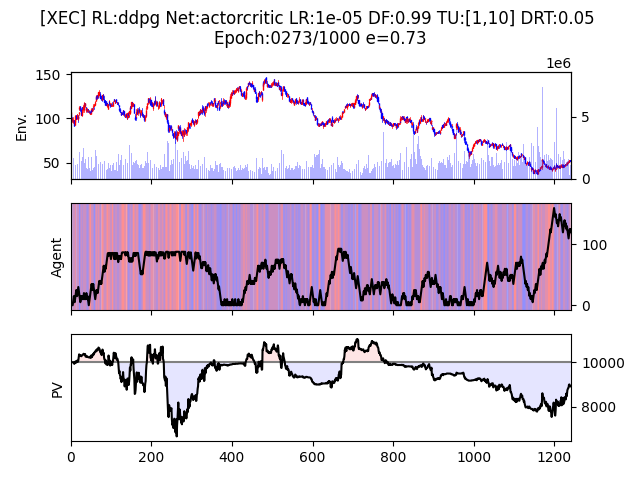 [XEC] RL:ddpg Net:actorcritic LR:1e-05 DF:0.99 TU:[1,10] DRT:0.05
Epoch:0273/1000 e=0.73
1e6
150
100
50
Env.
5
0
Agent
100
0
PV
10000
8000
0 200 400 600 800 1000 1200